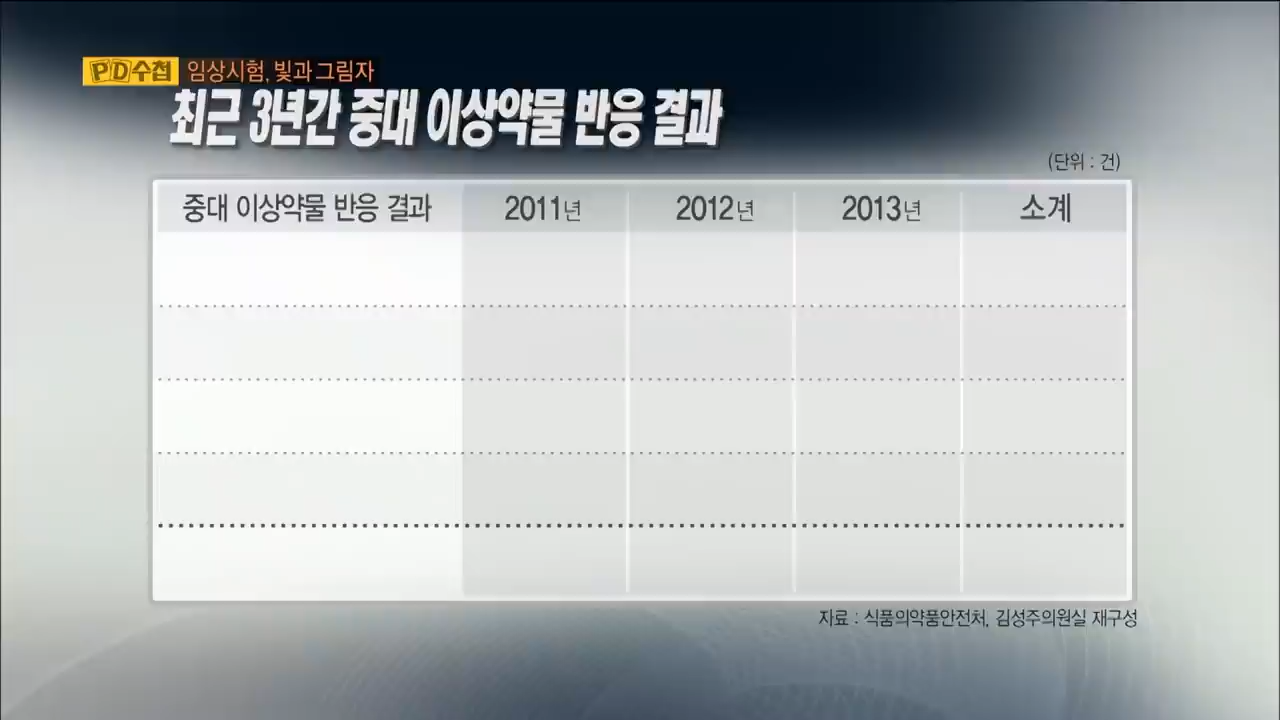 PD수첩 임상시험, 빛과 그림자
최근 3년간 중대 이상약물 반응 결과
(단위 : 건)
중대 이상약물 반응 결과 2011년 2012년 2013년 소계
자료 : 식품의약품안전처, 김성주의원실 재구성